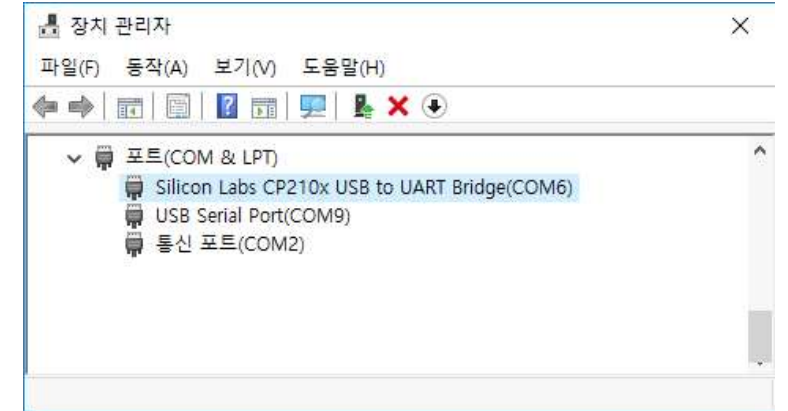 장치 관리자
파일(F) 동작(A) 보기(V) 도움말(H)
포트(COM & LPT)
Silicon Labs CP210x USB to UART Bridge(COM6)
USB Serial Port(COM9)
통신 포트(COM2)